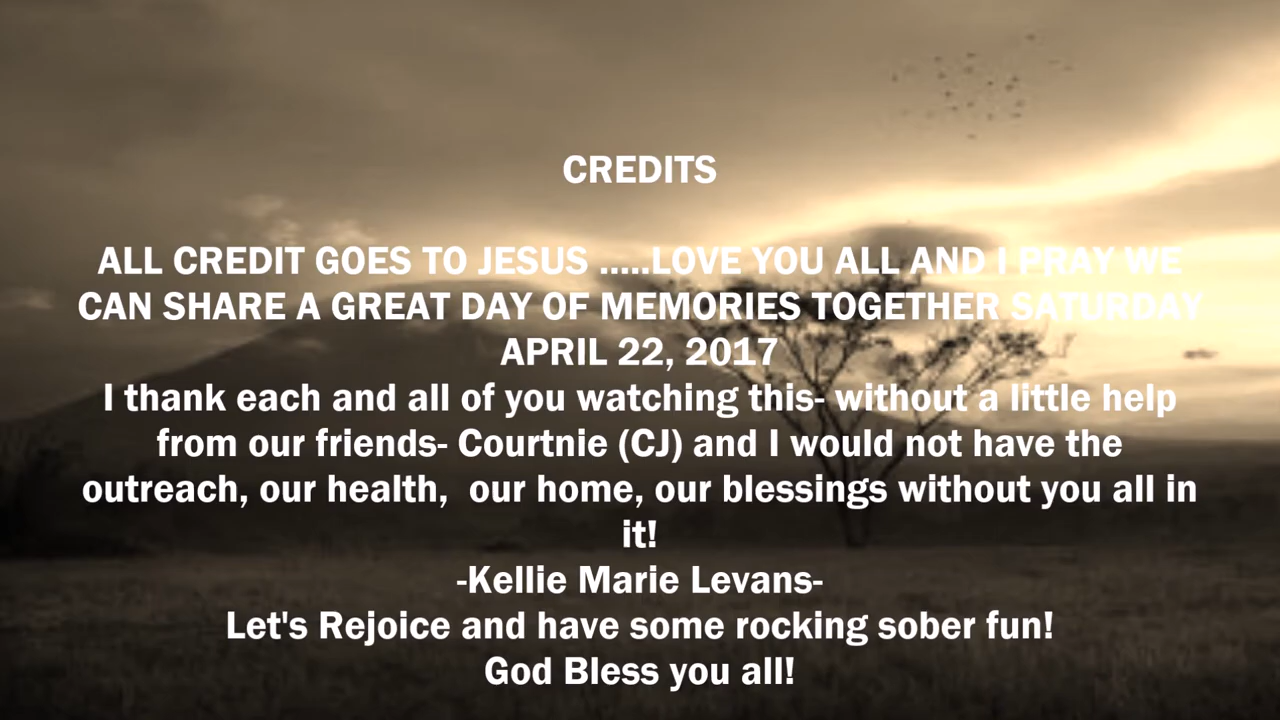 CREDITS
ALL CREDIT GOES TO JESUS .....LOVE YOU ALL AND I PRAY WE
CAN SHARE A GREAT DAY OF MEMORIES TOGETHER SATURDAY
APRIL 22, 2017
I thank each and all of you watching this- without a little help
from our friends- Courtnie (CJ) and I would not have the
outreach, our health,  our home, our blessings without you all in
it!
-Kellie Marie Levans-
Let's Rejoice and have some rocking sober fun!
God Bless you all!